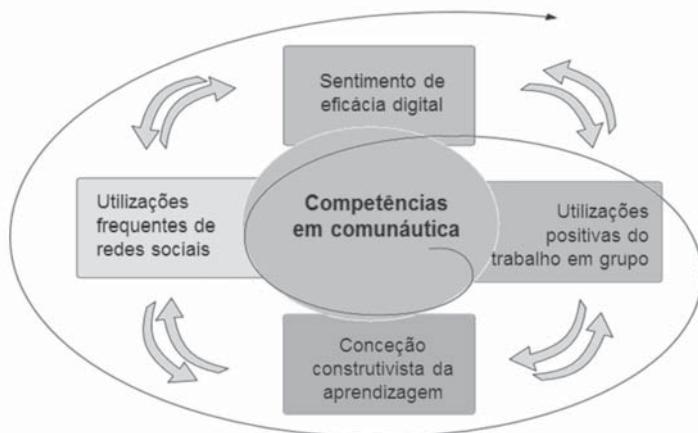 Sentimento de
eficácia digital
Utilizações
frequentes de
redes sociais
Competências
em comunáutica
Utilizações
positivas do
trabalho em grupo
Conceção
construtivista da
aprendizagem